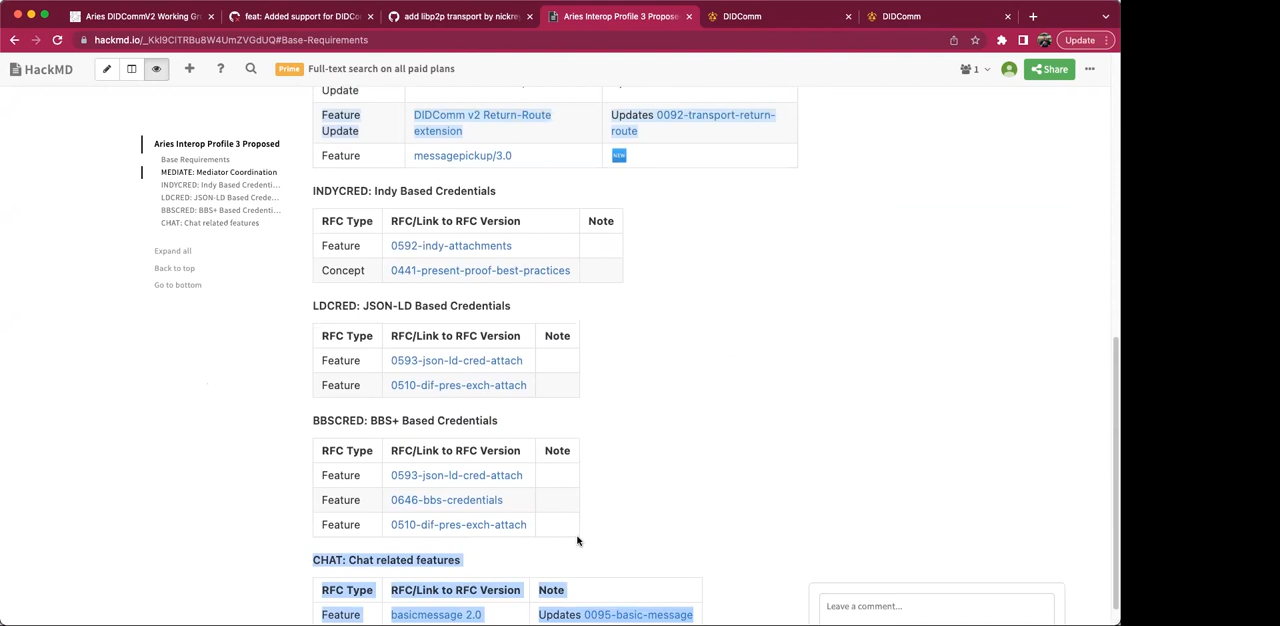 Aries DIDCommV2 Working Gr
feat: Added support for DIDCo
add libp2p transport by nickre
Aries Interop Profile 3 Propose
DIDComm
DIDComm
hackmd.io/_KkI9ClTRBu8W4UmZVGdUQ#Base-Requirements
Update
HackMD
Prime Full-text search on all paid plans
1
Share
Aries Interop Profile 3 Proposed
Base Requirements
MEDIATE: Mediator Coordination
INDYCRED: Indy Based Credenti…
LDCRED: JSON-LD Based Crede…
BBSCRED: BBS+ Based Credenti…
CHAT: Chat related features
Expand all
Back to top
Go to bottom
Update
Feature Update
DIDComm v2 Return-Route extension
Updates 0092-transport-return-route
Feature messagepickup/3.0 NEW
INDYCRED: Indy Based Credentials
RFC Type RFC/Link to RFC Version Note
Feature 0592-indy-attachments
Concept 0441-present-proof-best-practices
LDCRED: JSON-LD Based Credentials
RFC Type RFC/Link to RFC Version Note
Feature 0593-json-ld-cred-attach
Feature 0510-dif-pres-exch-attach
BBSCRED: BBS+ Based Credentials
RFC Type RFC/Link to RFC Version Note
Feature 0593-json-ld-cred-attach
Feature 0646-bbs-credentials
Feature 0510-dif-pres-exch-attach
CHAT: Chat related features
RFC Type RFC/Link to RFC Version Note
Feature basicmessage 2.0 Updates 0095-basic-message
Leave a comment...